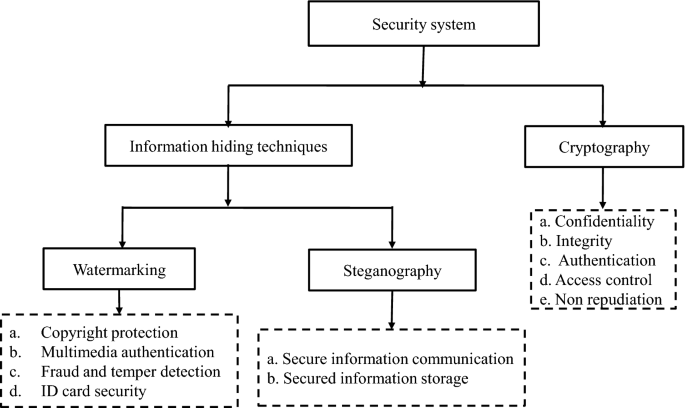 Security system
Information hiding techniques
Cryptography
a. Confidentiality
b. Integrity
c. Authentication
d. Access control
e. Non repudiation
Watermarking
Steganography
a. Copyright protection
b. Multimedia authentication
c. Fraud and temper detection
d. ID card security
a. Secure information communication
b. Secured information storage